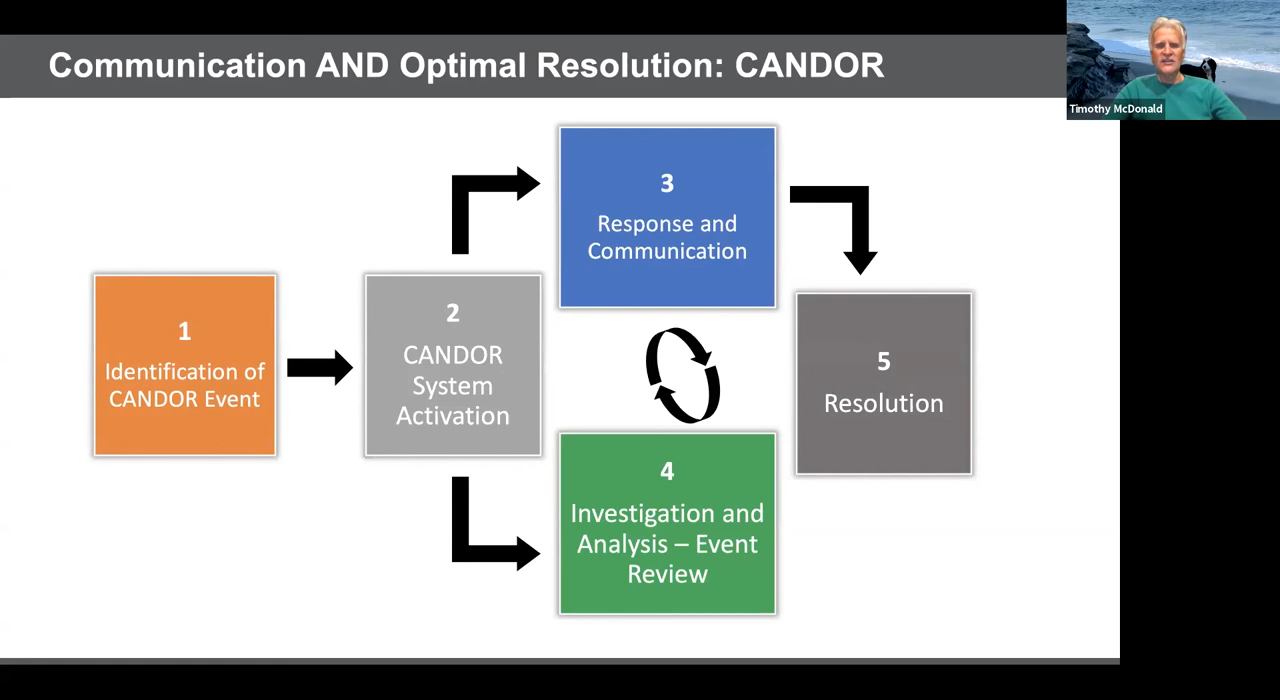 Communication AND Optimal Resolution: CANDOR
Timothy McDonald
1
Identification of
CANDOR Event
2
CANDOR
System
Activation
3
Response and
Communication
4
Investigation and
Analysis – Event
Review
5
Resolution